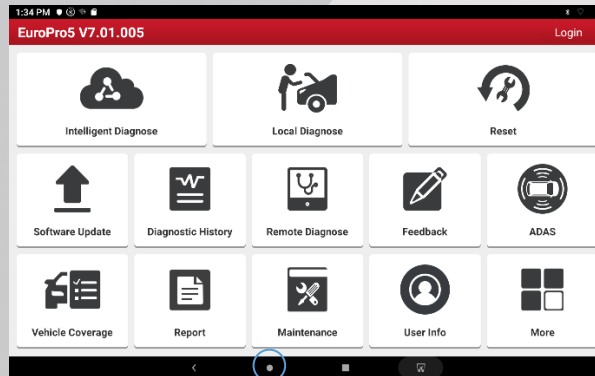 1:34 PM
EuroPro5 V7.01.005
Login
Intelligent Diagnose
Local Diagnose
Reset
Software Update
Diagnostic History
Remote Diagnose
Feedback
ADAS
Vehicle Coverage
Report
Maintenance
User Info
More